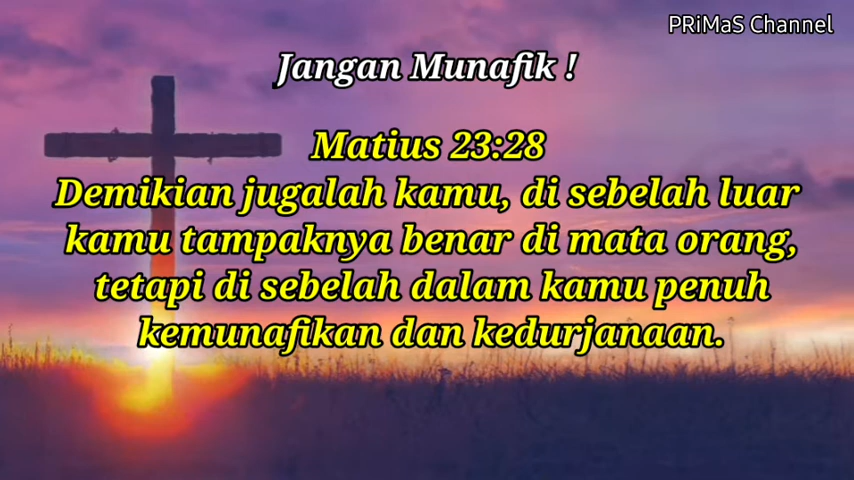 PRiMaS Channel
Jangan Munafik !
Matius 23:28
Demikian jugalah kamu, di sebelah luar
kamu tampaknya benar di mata orang,
tetapi di sebelah dalam kamu penuh
kemunafikan dan kedurjanaan.